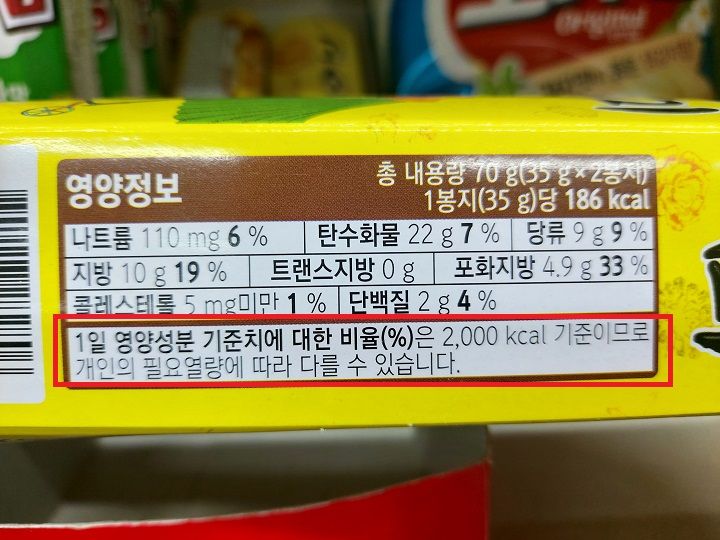 영양정보
총 내용량 70 g(35 g×2봉지)
1봉지(35 g)당 186 kcal
나트륨 110 mg 6 % 탄수화물 22 g 7 % 당류 9 g 9 %
지방 10 g 19 % 트랜스지방 0 g 포화지방 4.9 g 33 %
콜레스테롤 5 mg미만 1 % 단백질 2 g 4 %
1일 영양성분 기준치에 대한 비율(%)은 2,000 kcal 기준이므로
개인의 필요열량에 따라 다를 수 있습니다.